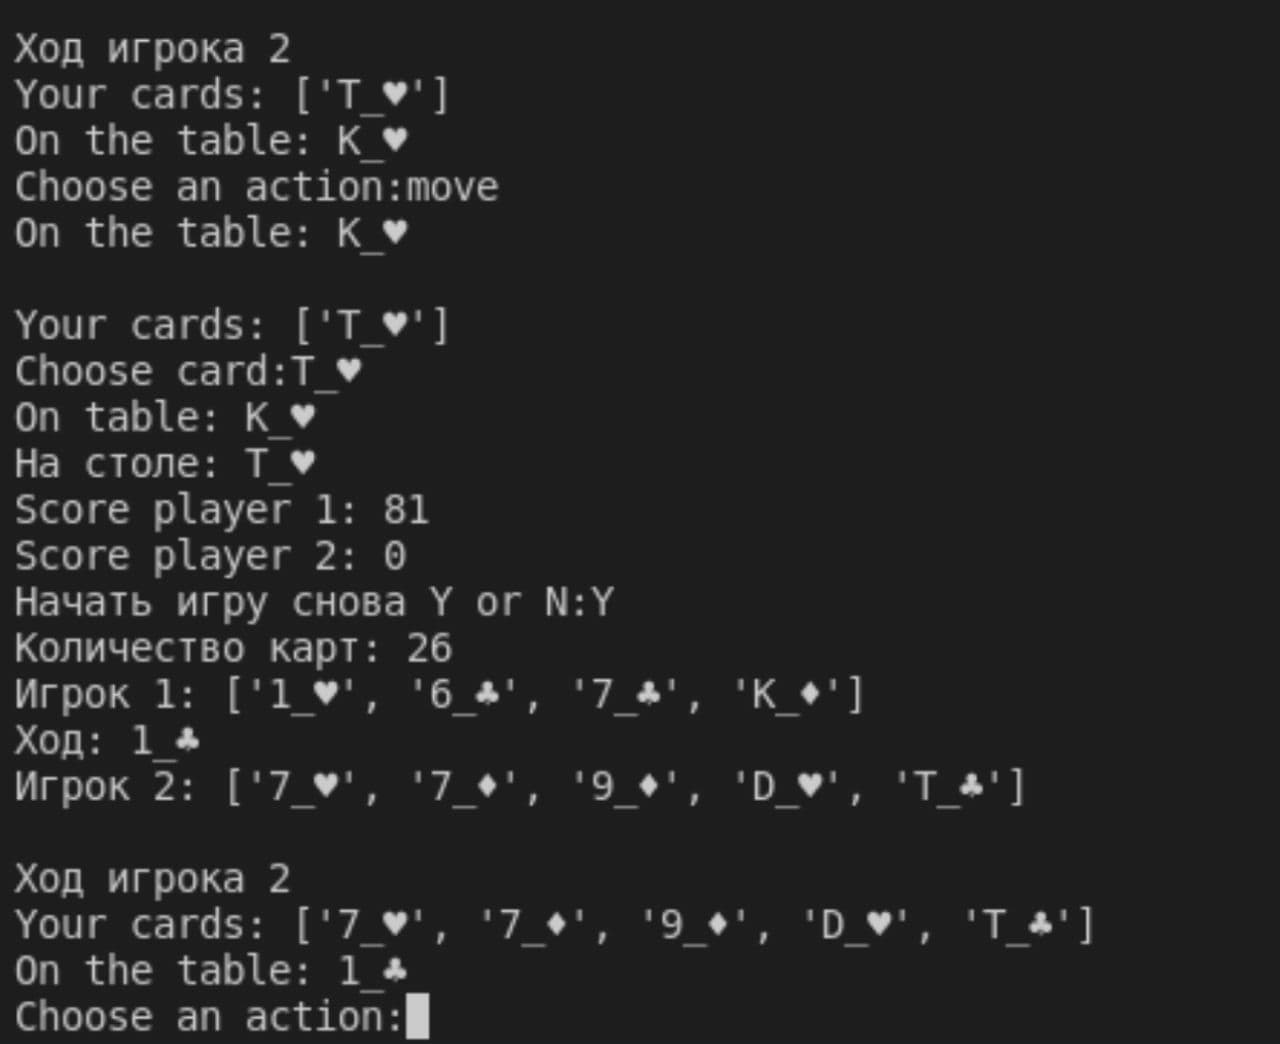 Ход игрока 2
Your cards: ['T_♥']
On the table: K_♥
Choose an action:move
On the table: K_♥
Your cards: ['T_♥']
Choose card:T_♥
On table: K_♥
На столе: T_♥
Score player 1: 81
Score player 2: 0
Начать игру снова Y or N:Y
Количество карт: 26
Игрок 1: ['1_♥', '6_♣', '7_♣', 'K_♦']
Ход: 1_♣
Игрок 2: ['7_♥', '7_♦', '9_♦', 'D_♥', 'T_♣']
Ход игрока 2
Your cards: ['7_♥', '7_♦', '9_♦', 'D_♥', 'T_♣']
On the table: 1_♣
Choose an action: